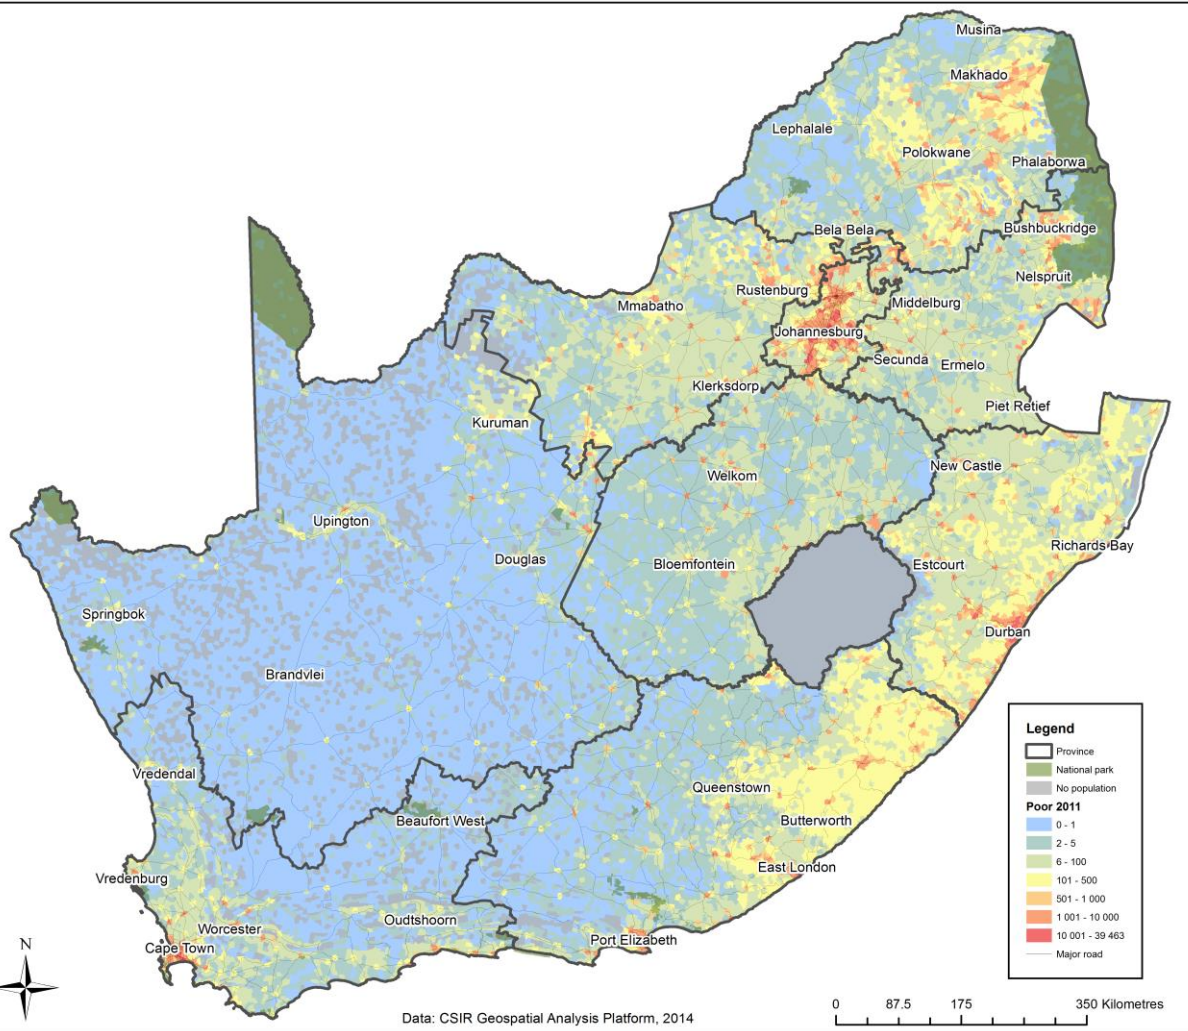 Musina
Makhado
Lephalale
Polokwane
Phalaborwa
Bela Bela
Bushbuckridge
Nelspruit
Rustenburg
Mmabatho
Middelburg
Johannesburg
Secunda
Ermelo
Klerksdorp
Piet Retief
Kuruman
New Castle
Welkom
Upington
Richards Bay
Douglas
Bloemfontein
Estcourt
Springbok
Durban
Brandvlei
Vredendal
Queenstown
Beaufort West
Butterworth
East London
Vredenburg
Oudtshoorn
Worcester
Port Elizabeth
Cape Town
Legend
Province
National park
No population
Poor 2011
0 - 1
2 - 5
6 - 100
101 - 500
501 - 1 000
1 001 - 10 000
10 001 - 39 463
Major road
N
0 87.5 175 350 Kilometres
Data: CSIR Geospatial Analysis Platform, 2014